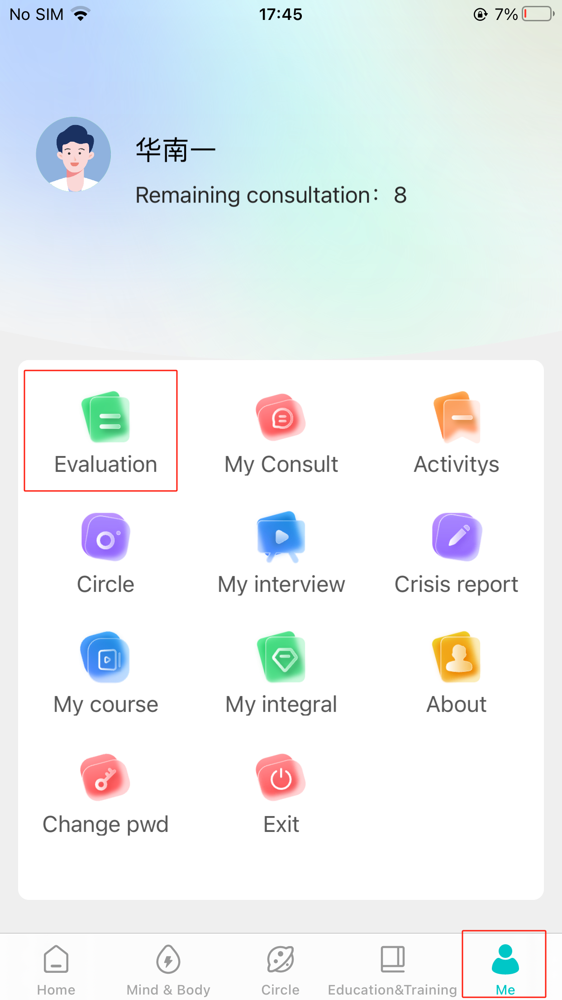 No SIM 17:45 7%
华南一
Remaining consultation： 8
Evaluation My Consult Activitys
Circle My interview Crisis report
My course My integral About
Change pwd Exit
Home Mind & Body Circle Education&Training Me